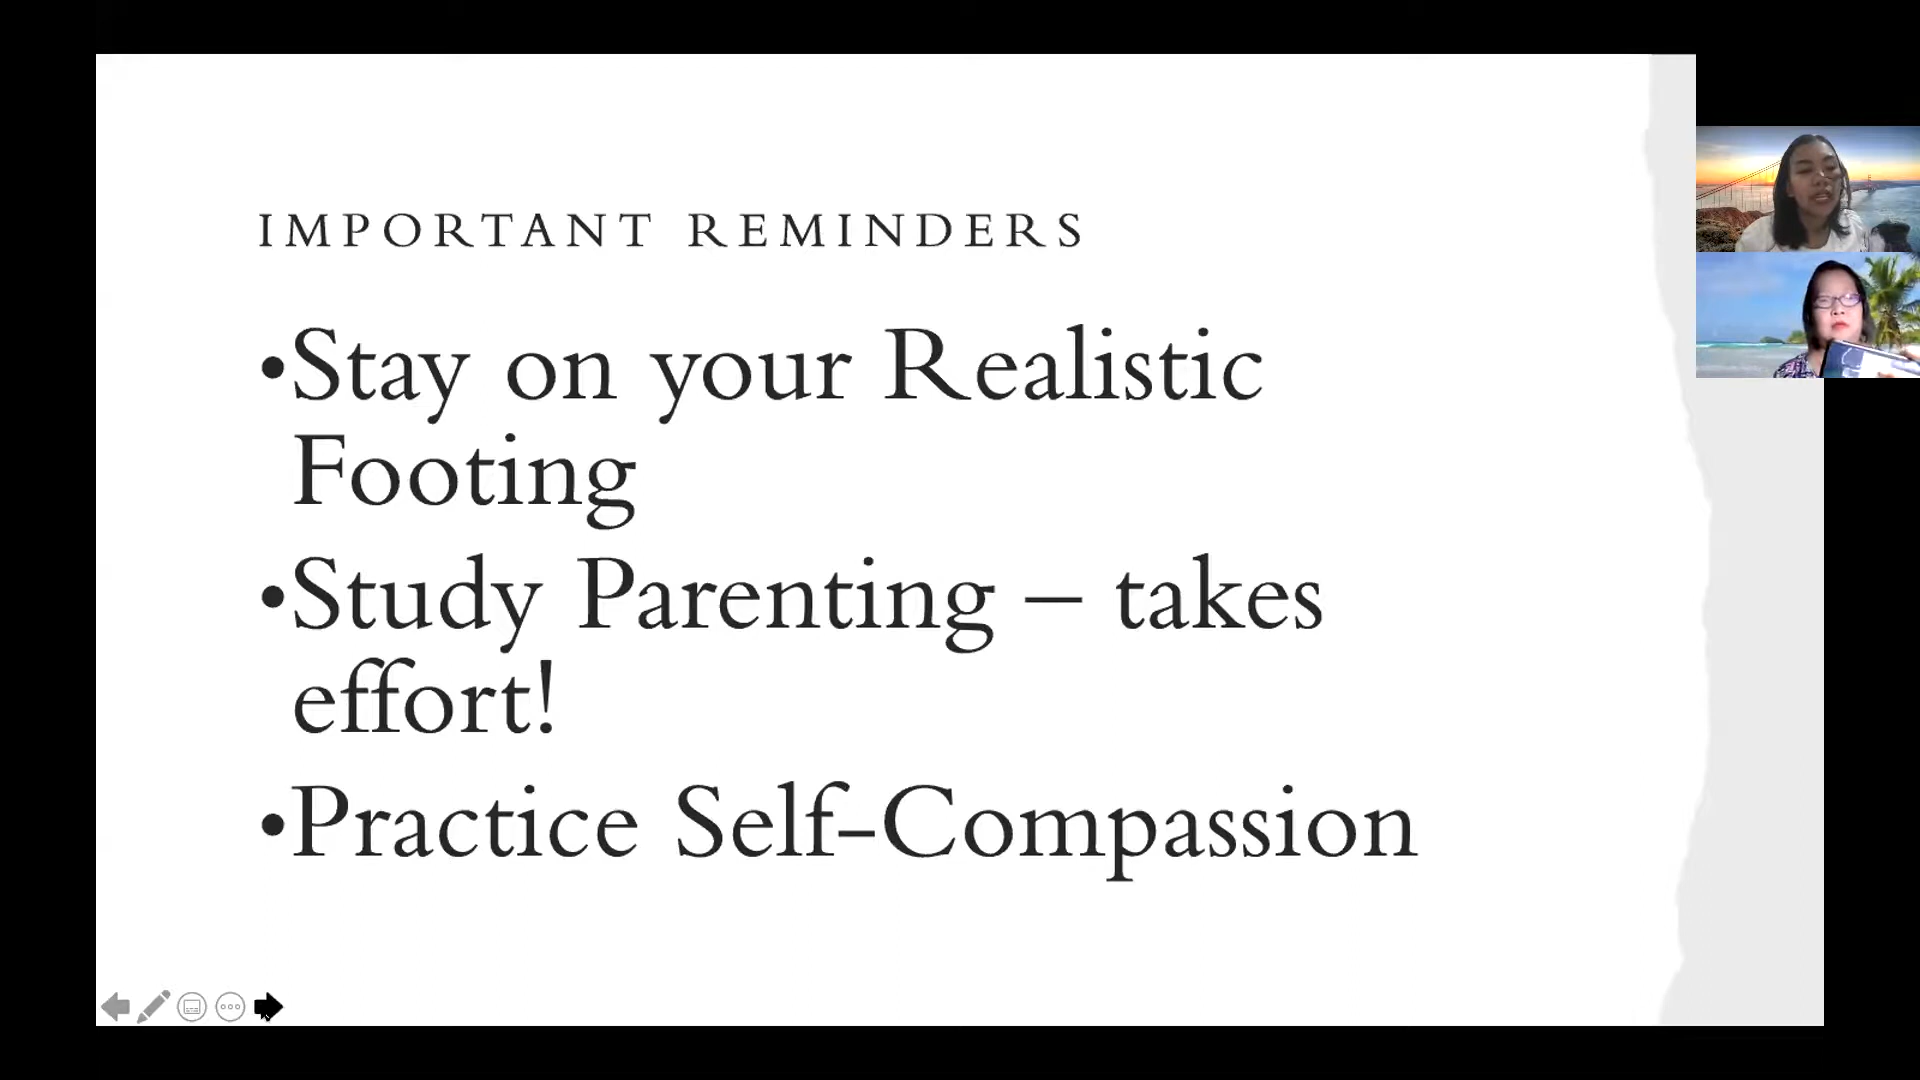 IMPORTANT REMINDERS
•Stay on your Realistic
Footing
•Study Parenting – takes
effort!
•Practice Self-Compassion